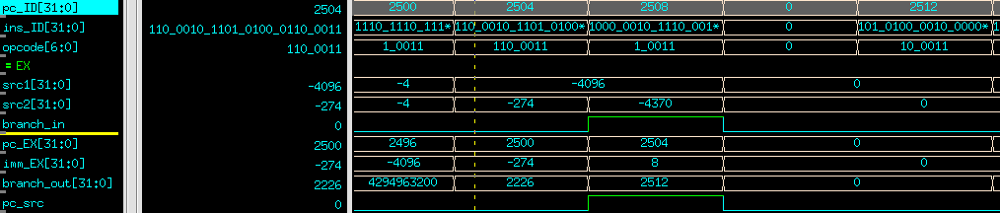 pc_ID[31:0] 2504 2500 2504 2508 0 2512
ins_ID[31:0] 110_0010_1101_0100_0110_0011 1110_1110_111* 110_0010_1101_0100* 1000_0010_1110_001* 0 101_0100_0010_0000* 1
opcode[6:0] 110_0011 1_0011 110_0011 1_0011 0 10_0011
= EX
src1[31:0] -4096 -4 -4096 0
src2[31:0] -274 -4 -274 -4370 0
branch_in 0
pc_EX[31:0] 2500 2496 2500 2504 0
imm_EX[31:0] -274 -4096 -274 8 0
branch_out[31:0] 2226 4294963200 2226 2512 0
pc_src 0